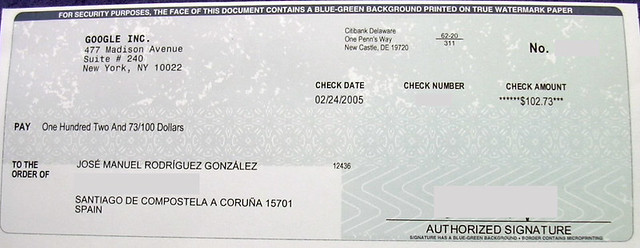 FOR SECURITY PURPOSES, THE FACE OF THIS DOCUMENT CONTAINS A BLUE-GREEN BACKGROUND PRINTED ON TRUE WATERMARK PAPER
GOOGLE INC.
477 Madison Avenue
Suite # 240
New York, NY 10022
Citibank Delaware
One Penn's Way
New Castle, DE 19720
62-20
311
No.
CHECK DATE CHECK NUMBER CHECK AMOUNT
02/24/2005 ******$102.73***
PAY One Hundred Two And 73/100 Dollars
TO THE ORDER OF
JOSÉ MANUEL RODRÍGUEZ GONZÁLEZ 12436
SANTIAGO DE COMPOSTELA A CORUÑA 15701
SPAIN
AUTHORIZED SIGNATURE
SIGNATURE HAS A BLUE-GREEN BACKGROUND • BORDER CONTAINS MICROPRINTING